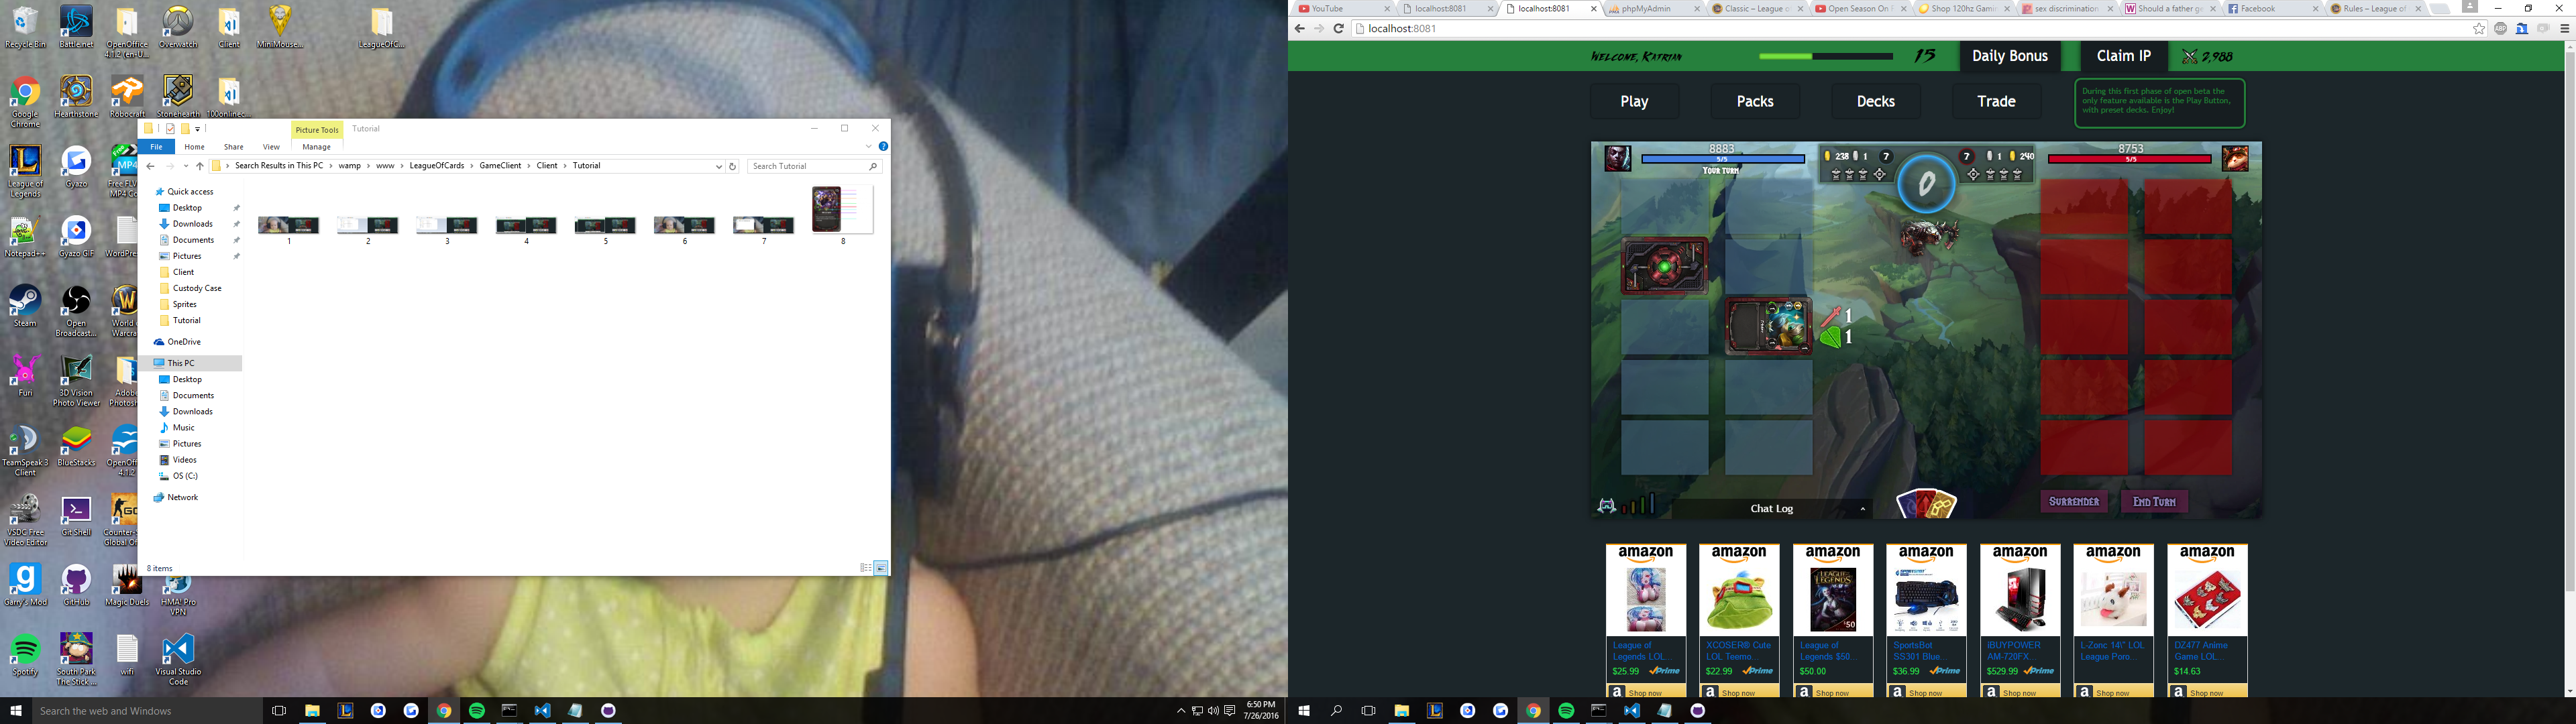 Recycle Bin
Battle.net
OpenOffice 4.1.2 (en-U...
Overwatch
Client
MiniMouse...
LeagueOfC...
Google Chrome
Hearthstone
Robocraft
Stonehearth
100onlinec...
League of Legends
Gyazo
Free FLV
MP4 Co
Notepad++
Gyazo GIF
WordPre
Steam
Open Broadcast...
World o
Warcra
Furi
3D Vision Photo Viewer
Adobe
Photosh
TeamSpeak 3 Client
BlueStacks
OpenOff
4.1.2
VSDC Free Video Editor
Git Shell
Counter-S
Global Of
Garry's Mod
GitHub
Magic Duels
HMA! Pro VPN
Spotify
South Park The Stick ...
wifi
Visual Studio Code
Picture Tools
Tutorial
File
Home
Share
View
Manage
Search Results in This PC > wamp > www > LeagueOfCards > GameClient > Client > Tutorial
Search Tutorial
Quick access
Desktop
Downloads
Documents
Pictures
Client
Custody Case
Sprites
Tutorial
OneDrive
This PC
Desktop
Documents
Downloads
Music
Pictures
Videos
OS (C:)
Network
1
2
3
4
5
6
7
8
8 items
Search the web and Windows
6:50 PM
7/26/2016
YouTube
localhost:8081
localhost:8081
phpMyAdmin
Classic – League o
Open Season On
Shop 120hz Gamin
sex discrimination
Should a father gi
Facebook
Rules – League of
localhost:8081
Welcome, Katrian
15
Daily Bonus
Claim IP
2,988
Play
Packs
Decks
Trade
During this first phase of open beta the
only feature available is the Play Button,
with preset decks. Enjoy!
8883
5/5
Your turn
238
1
7
0
7
1
240
8753
5/5
1
1
Chat Log
Surrender
End Turn
amazon
amazon
amazon
amazon
amazon
amazon
amazon
League of Legends LOL...
$25.99 Prime
XCOSER® Cute LOL Teemo...
$22.99 Prime
League of Legends $50...
$50.00
SportsBot SS301 Blue...
$36.99 Prime
IBUYPOWER AM-720FX...
$529.99 Prime
L-Zonc 14\" LOL League Poro...
DZ477 Anime Game LOL...
$14.63
Shop now
Shop now
Shop now
Shop now
Shop now
Shop now
Shop now